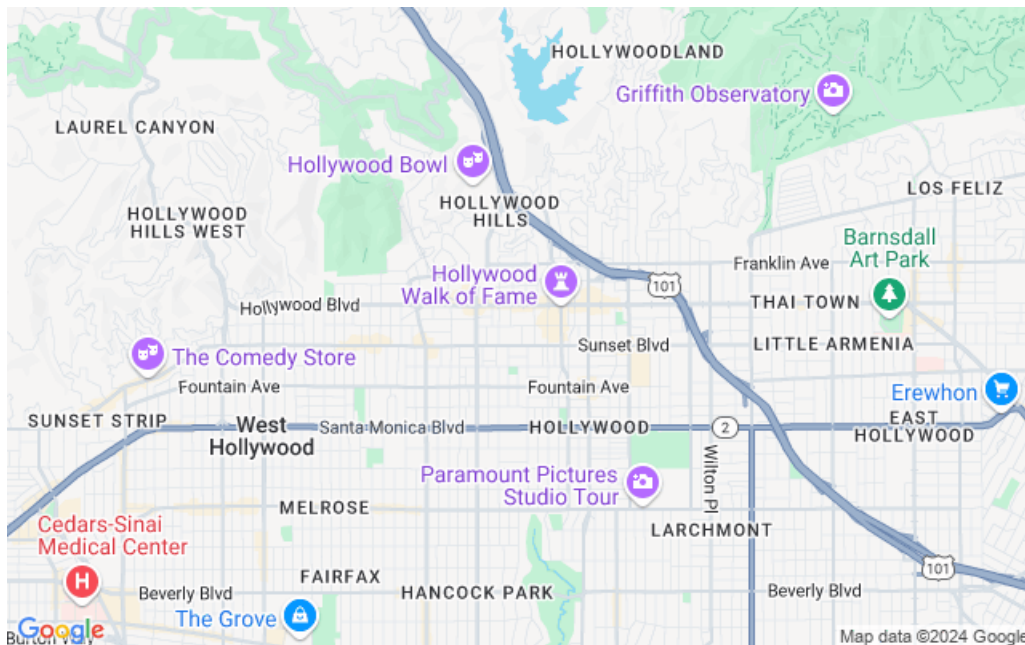 HOLLYWOODLAND
Griffith Observatory
LAUREL CANYON
Hollywood Bowl
LOS FELIZ
HOLLYWOOD
HILLS
HOLLYWOOD
HILLS WEST
Barnsdall
Art Park
Franklin Ave
Hollywood
Walk of Fame
101
THAI TOWN
Hollywood Blvd
Sunset Blvd
LITTLE ARMENIA
The Comedy Store
Fountain Ave
Fountain Ave
Erewhon
SUNSET STRIP
West
Hollywood
Santa Monica Blvd
HOLLYWOOD
2
EAST
HOLLYWOOD
Wilton Pl
Paramount Pictures
Studio Tour
MELROSE
LARCHMONT
Cedars-Sinai
Medical Center
H
101
FAIRFAX
Beverly Blvd
HANCOCK PARK
Beverly Blvd
The Grove
Google
Map data ©2024 Google